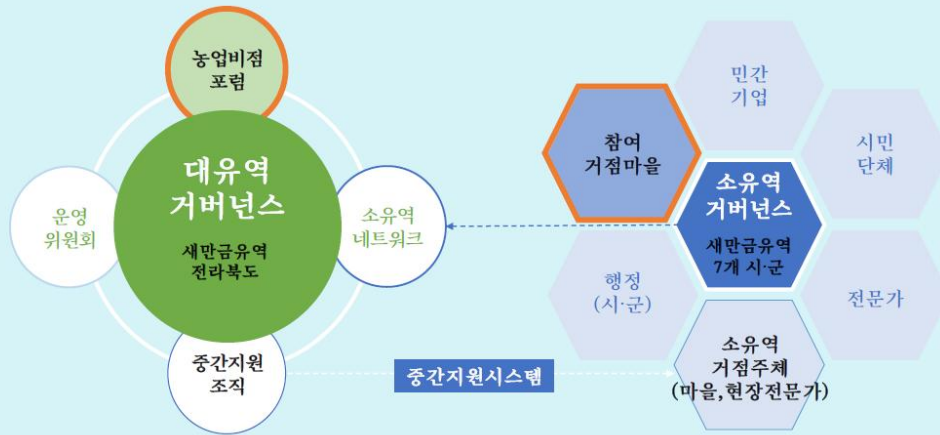 농업비점
포럼
대유역
거버넌스
새만금유역
전라북도
운영
위원회
소유역
네트워크
중간지원
조직
중간지원시스템
민간
기업
참여
거점마을
시민
단체
소유역
거버넌스
새만금유역
7개 시·군
행정
(시·군)
전문가
소유역
거점주체
(마을,현장전문가)